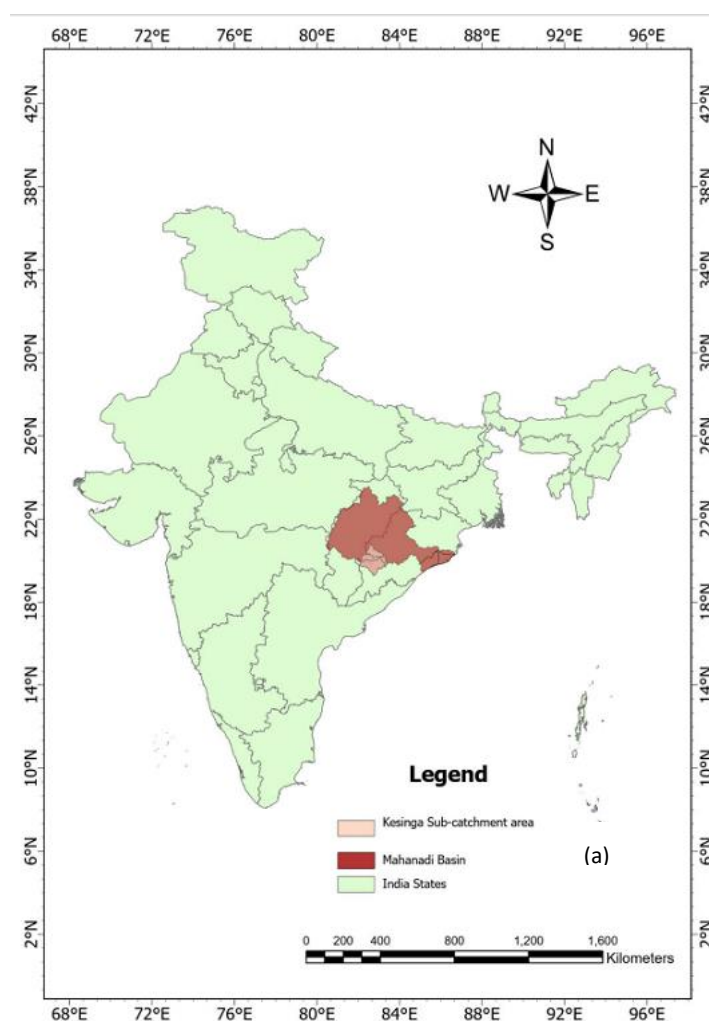 68°E 72°E 76°E 80°E 84°E 88°E 92°E 96°E
42°N 42°N
N
38°N 38°N
W E
S
34°N 34°N
30°N 30°N
26°N 26°N
22°N 22°N
18°N 18°N
14°N 14°N
10°N 10°N
Legend
Kesinga Sub-catchment area
6°N 6°N
Mahanadi Basin (a)
India States
2°N 2°N
0 200 400 800 1,200 1,600
Kilometers
68°E 72°E 76°E 80°E 84°E 88°E 92°E 96°E